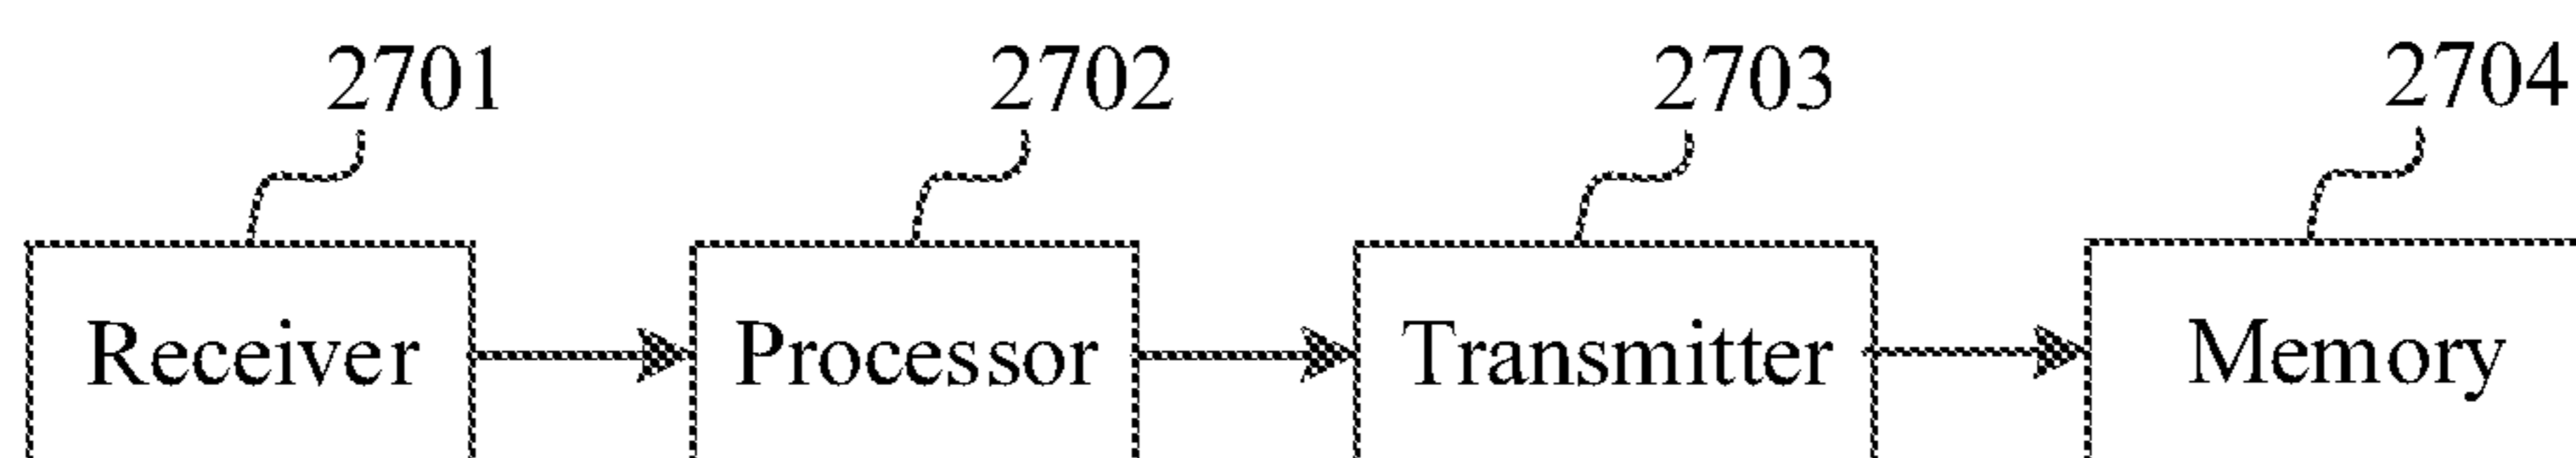 2701 2702 2703 2704
Receiver Processor Transmitter Memory